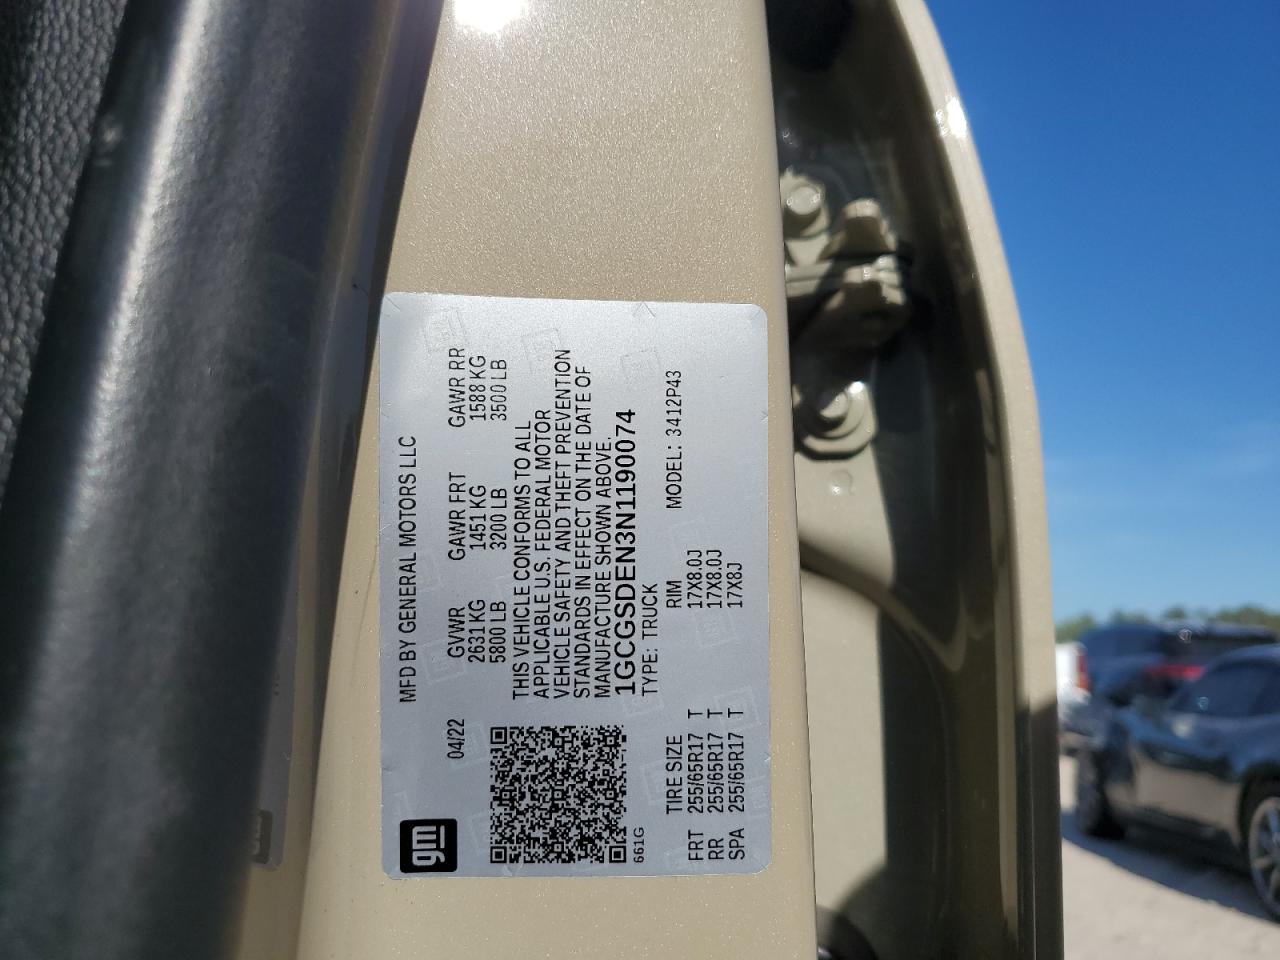 gm
04/22
MFD BY GENERAL MOTORS LLC
GVWR GAWR FRT GAWR RR
2631 KG 1451 KG 1588 KG
5800 LB 3200 LB 3500 LB
THIS VEHICLE CONFORMS TO ALL
APPLICABLE U.S. FEDERAL MOTOR
VEHICLE SAFETY AND THEFT PREVENTION
STANDARDS IN EFFECT ON THE DATE OF
MANUFACTURE SHOWN ABOVE.
1GCGSDEN3N1190074
661G
TYPE: TRUCK MODEL: 3412P43
TIRE SIZE RIM
FRT 255/65R17 T 17X8.0J
RR 255/65R17 T 17X8.0J
SPA 255/65R17 T 17X8J